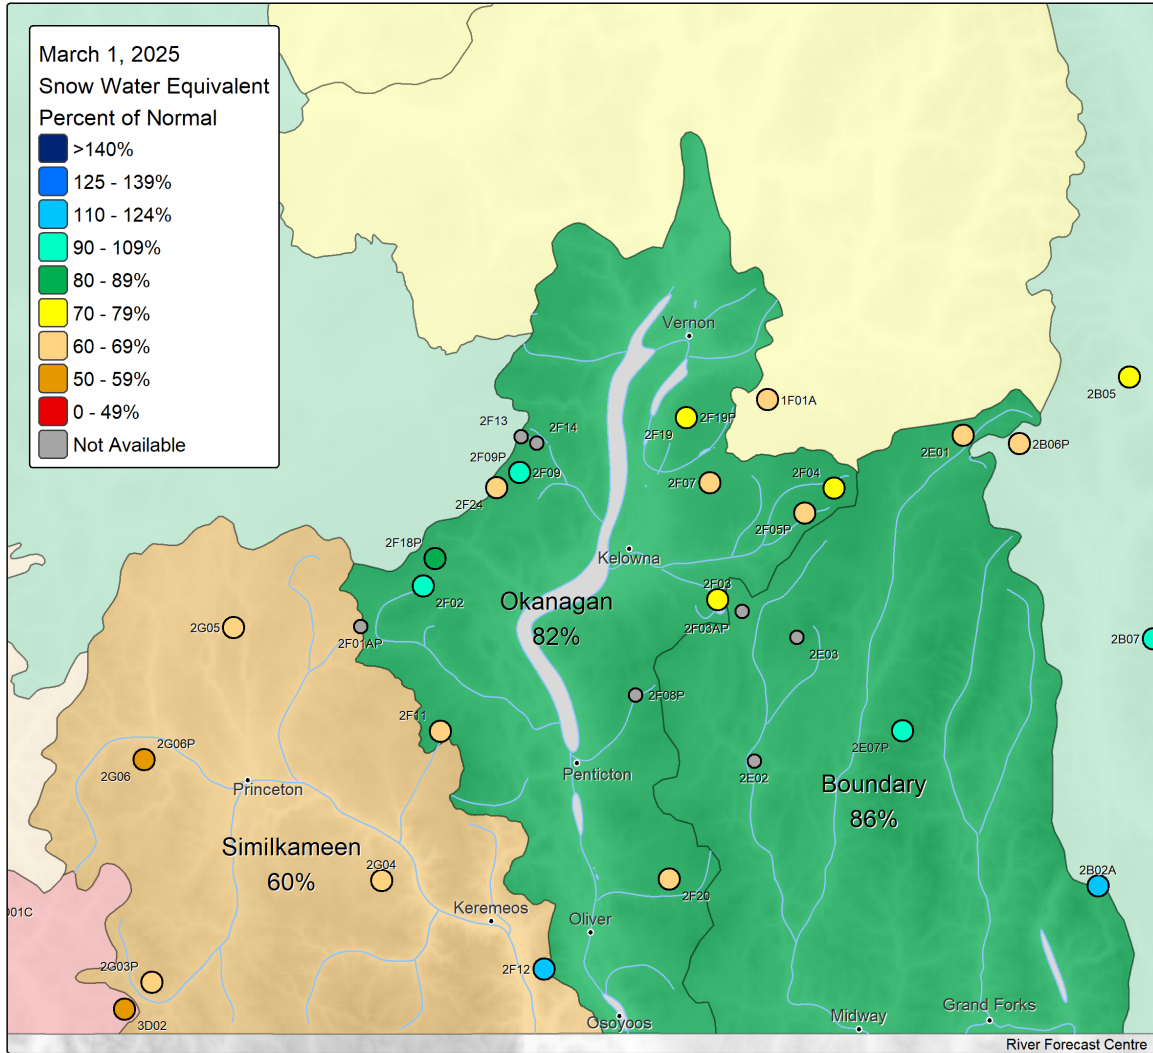 March 1, 2025
Snow Water Equivalent
Percent of Normal
>140%
125 - 139%
110 - 124%
90 - 109%
80 - 89%
70 - 79%
60 - 69%
50 - 59%
0 - 49%
Not Available
Vernon
2B05
1F01A
2F13
2F14
2F19
2F19P
2E01
2B06P
2F09P
2F09
2F24
2F07
2F04
2F05P
2F18P
Kelowna
2F02
2F03
Okanagan
82%
2G05
2F01AP
2F03AP
2E03
2B07
2F08P
2F11
2G06P
2G06
2E07P
Penticton
2E02
Princeton
Boundary
86%
Similkameen
60%
2G04
2B02A
2F20
Keremeos
01C
Oliver
2G03P
2F12
3D02
Osoyoos
Midway
Grand Forks
River Forecast Centre